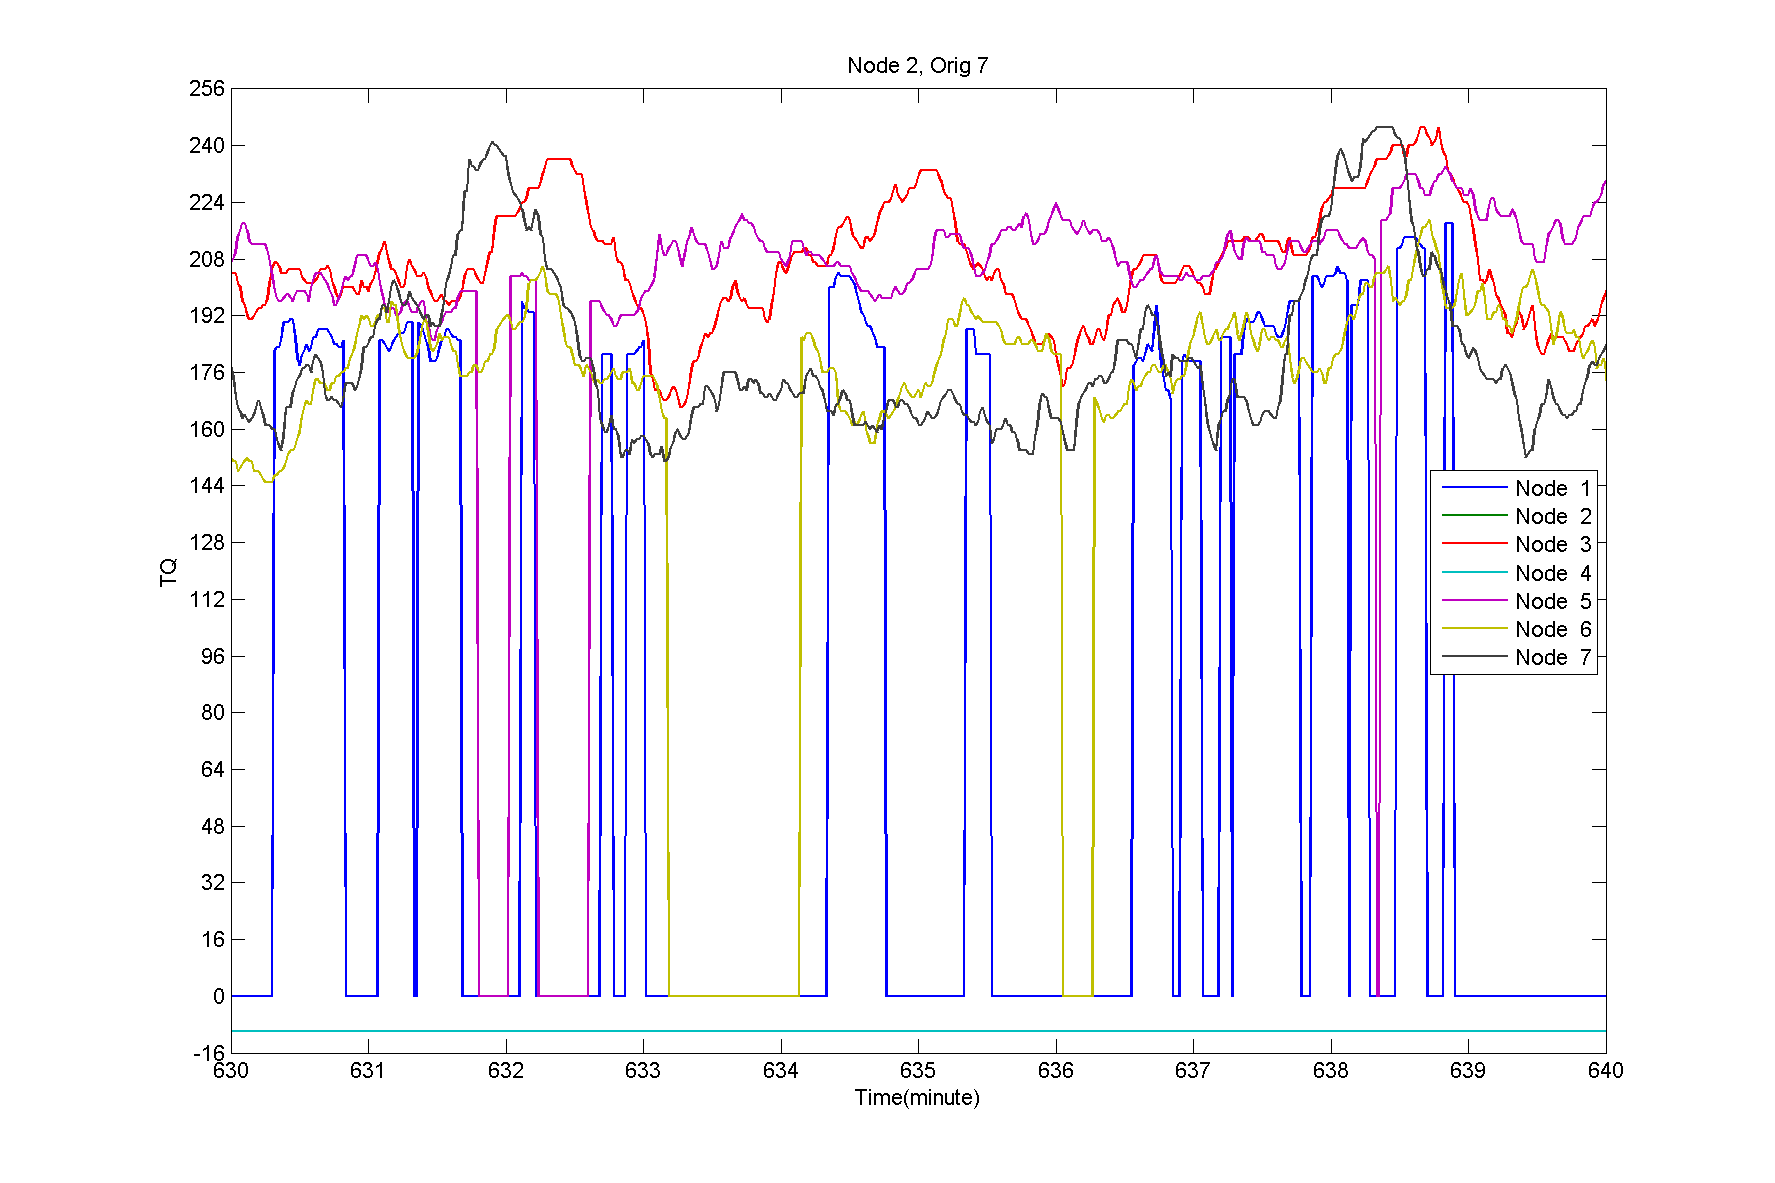 Node 2, Orig 7
256
240
224
208
192
176
160
144
128
112
96
80
64
48
32
16
0
-16
TQ
Node 1
Node 2
Node 3
Node 4
Node 5
Node 6
Node 7
630 631 632 633 634 635 636 637 638 639 640
Time(minute)